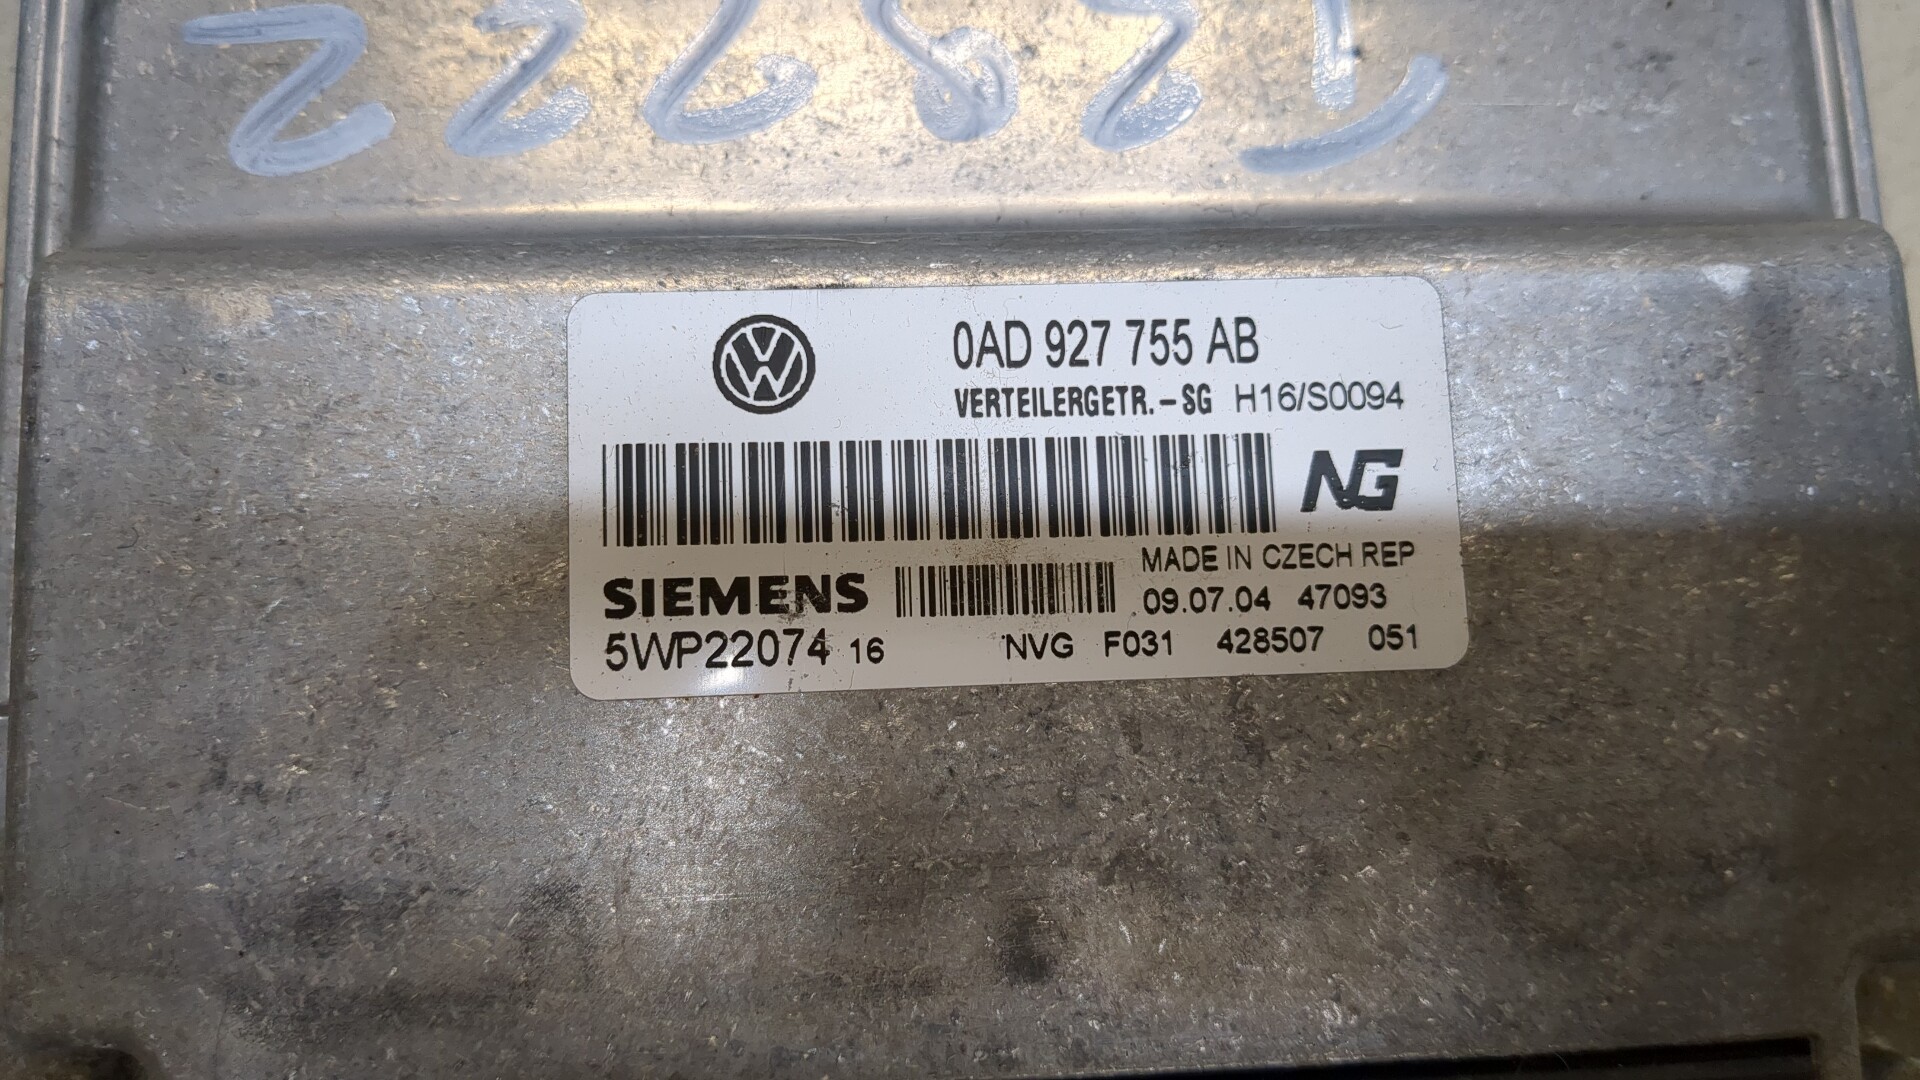 0AD 927 755 AB
VERTEILERGETR.-SG H16/S0094
NG
MADE IN CZECH REP
SIEMENS 09.07.04 47093
5WP22074 16 NVG F031 428507 051